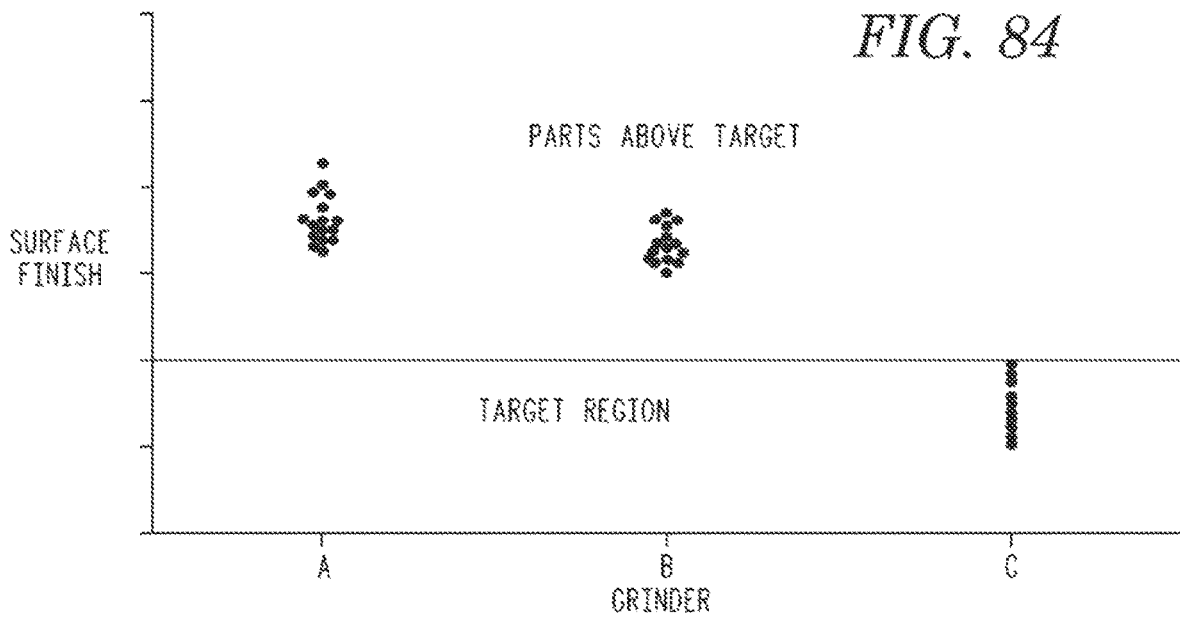 FIG. 84
PARTS ABOVE TARGET
SURFACE
FINISH
TARGET REGION
A
B
C
GRINDER